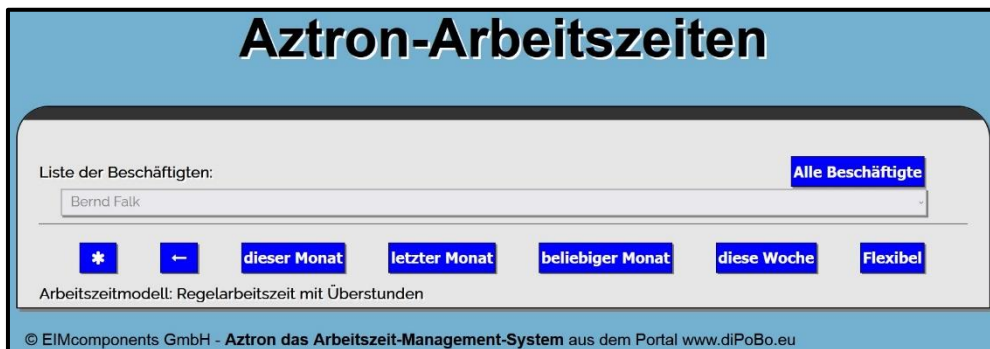 Aztron-Arbeitszeiten
Liste der Beschäftigten:
Alle Beschäftigte
Bernd Falk
✱ ← dieser Monat letzter Monat beliebiger Monat diese Woche Flexibel
Arbeitszeitmodell: Regelarbeitszeit mit Überstunden
© EIMcomponents GmbH - Aztron das Arbeitszeit-Management-System aus dem Portal www.diPoBo.eu